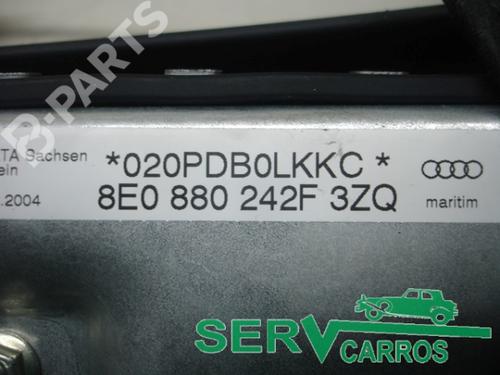 B-PARTS
TA Sachsen *020PDB0LKKC*
ein 8E0 880 242F 3ZQ
.2004 maritim
SERV
CARROS